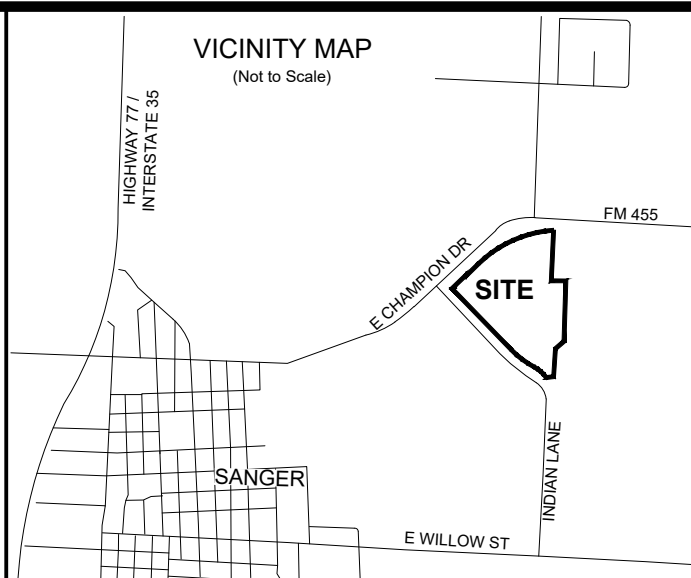 VICINITY MAP
(Not to Scale)
HIGHWAY 77 /
INTERSTATE 35
FM 455
E CHAMPION DR
SITE
INDIAN LANE
SANGER
E WILLOW ST